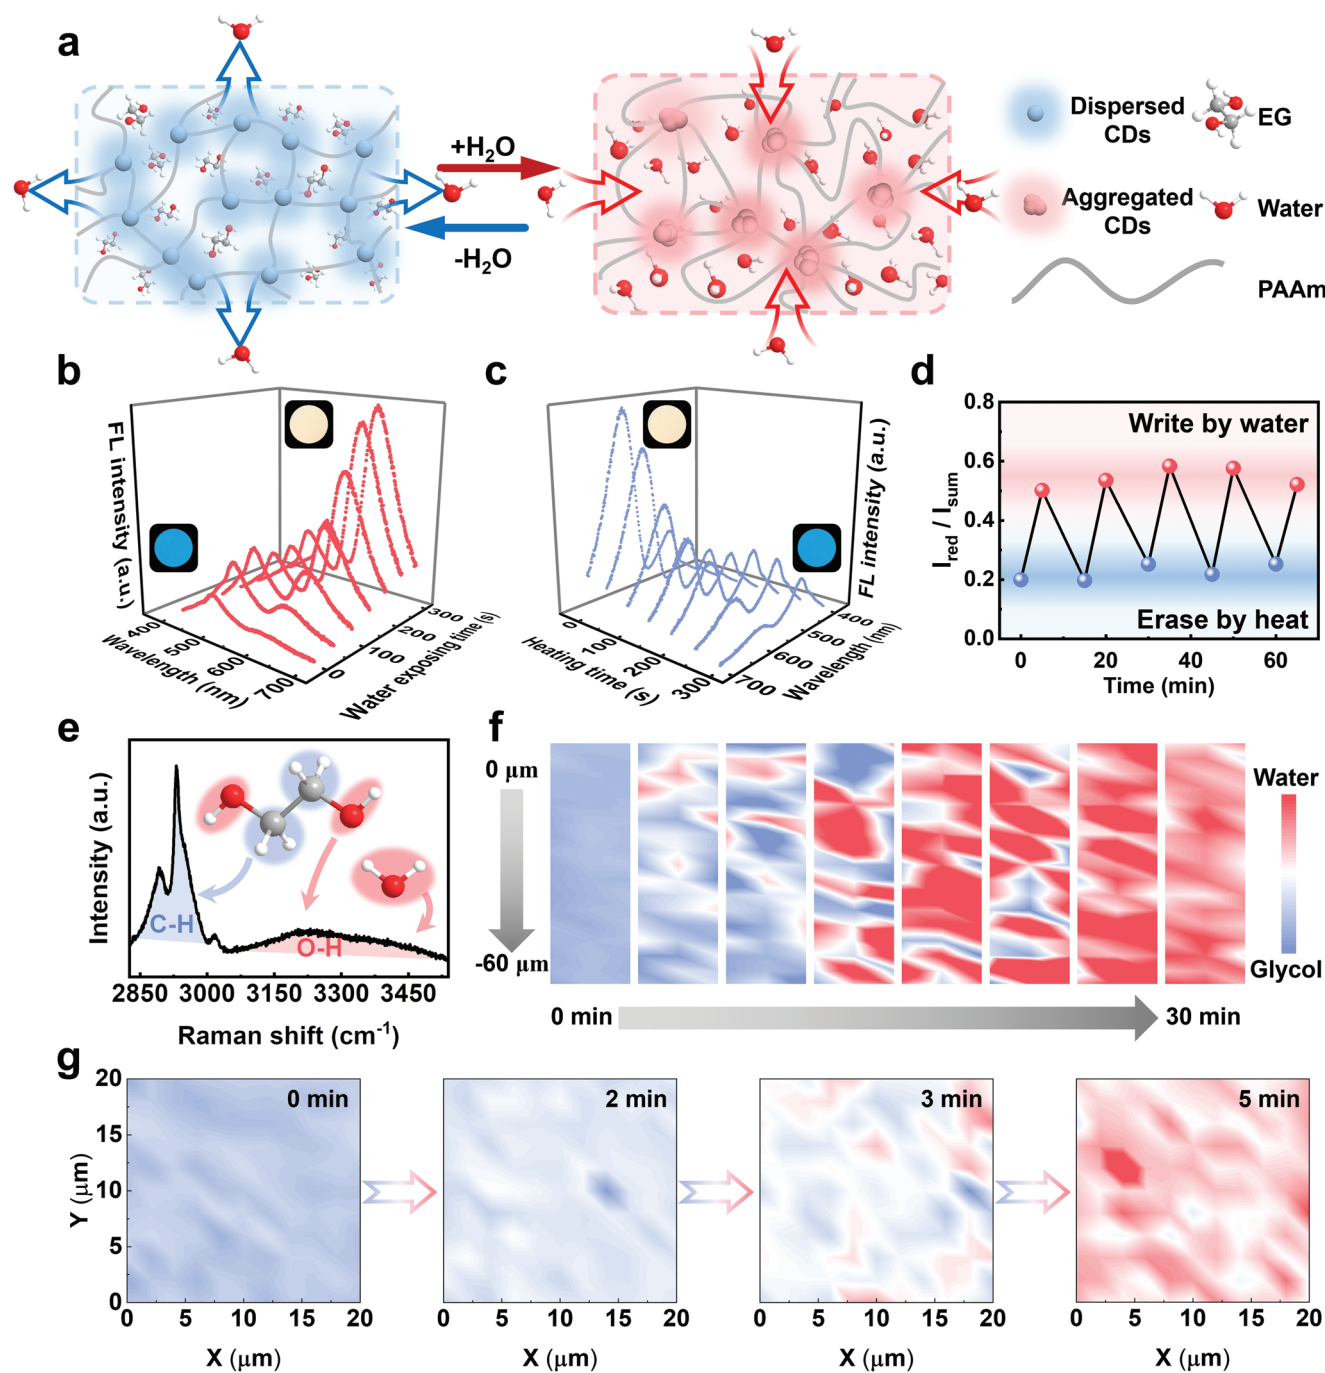 a
+H₂O
-H₂O
Dispersed
CDs
EG
Aggregated
CDs
Water
PAAm
b
FL intensity (a.u.)
400
500
600
700
Wavelength (nm)
0
100
200
300
Water exposing time (s)
c
FL intensity (a.u.)
0
100
200
300
Heating time (s)
400
500
600
700
Wavelength (nm)
d
Ired / Isum
0.8
0.6
0.4
0.2
0.0
Write by water
Erase by heat
0 20 40 60
Time (min)
e
Intensity (a.u.)
C-H
O-H
2850 3000 3150 3300 3450
Raman shift (cm⁻¹)
f
0 μm
-60 μm
0 min
30 min
Water
Glycol
g
Y (μm)
20
15
10
5
0
0 min
2 min
3 min
5 min
0 5 10 15 20
0 5 10 15 20
0 5 10 15 20
0 5 10 15 20
X (μm)
X (μm)
X (μm)
X (μm)